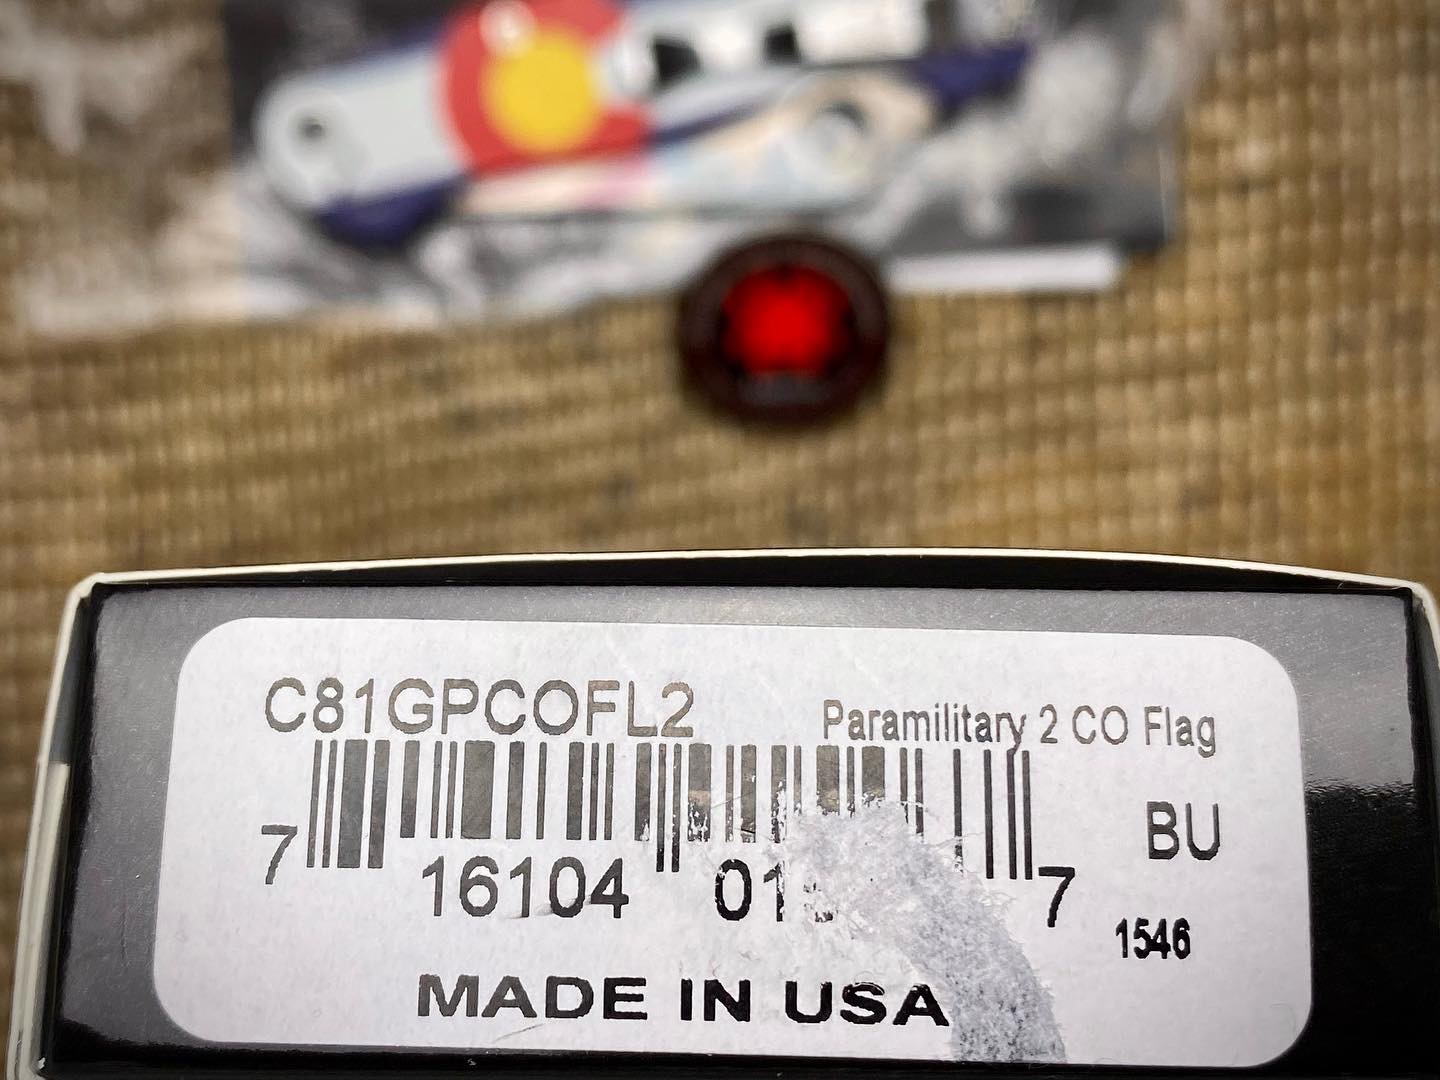 C81GPCOFL2
Paramilitary 2 CO Flag
BU
7 16104 01 7
1546
MADE IN USA